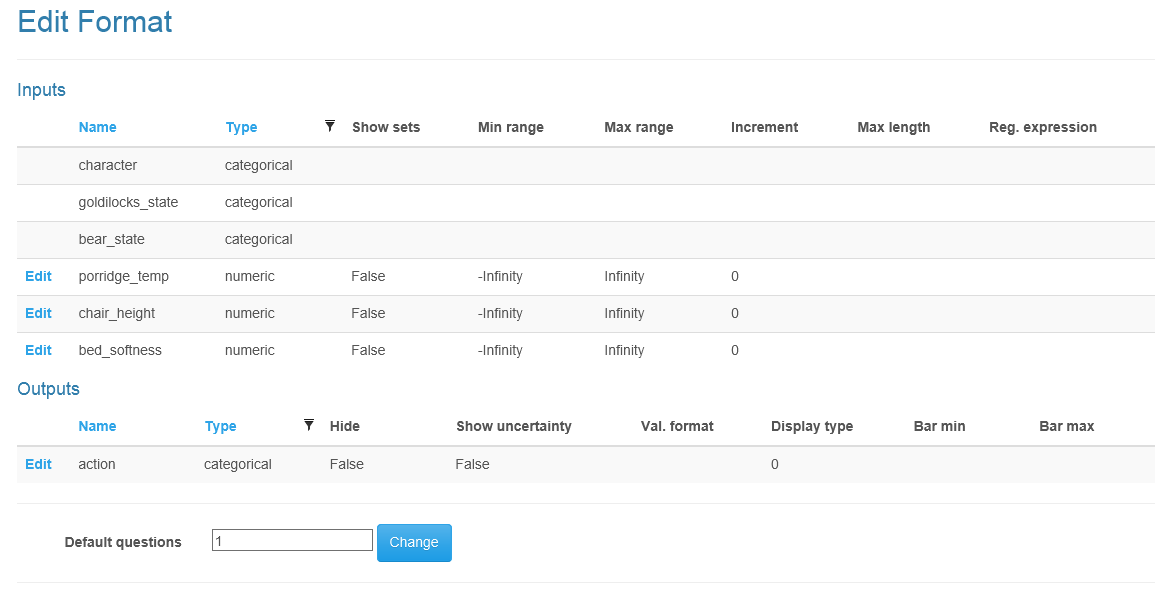 Edit Format
Inputs
Name Type Show sets Min range Max range Increment Max length Reg. expression
character categorical
goldilocks_state categorical
bear_state categorical
Edit porridge_temp numeric False -Infinity Infinity 0
Edit chair_height numeric False -Infinity Infinity 0
Edit bed_softness numeric False -Infinity Infinity 0
Outputs
Name Type Hide Show uncertainty Val. format Display type Bar min Bar max
Edit action categorical False False 0
Default questions 1 Change